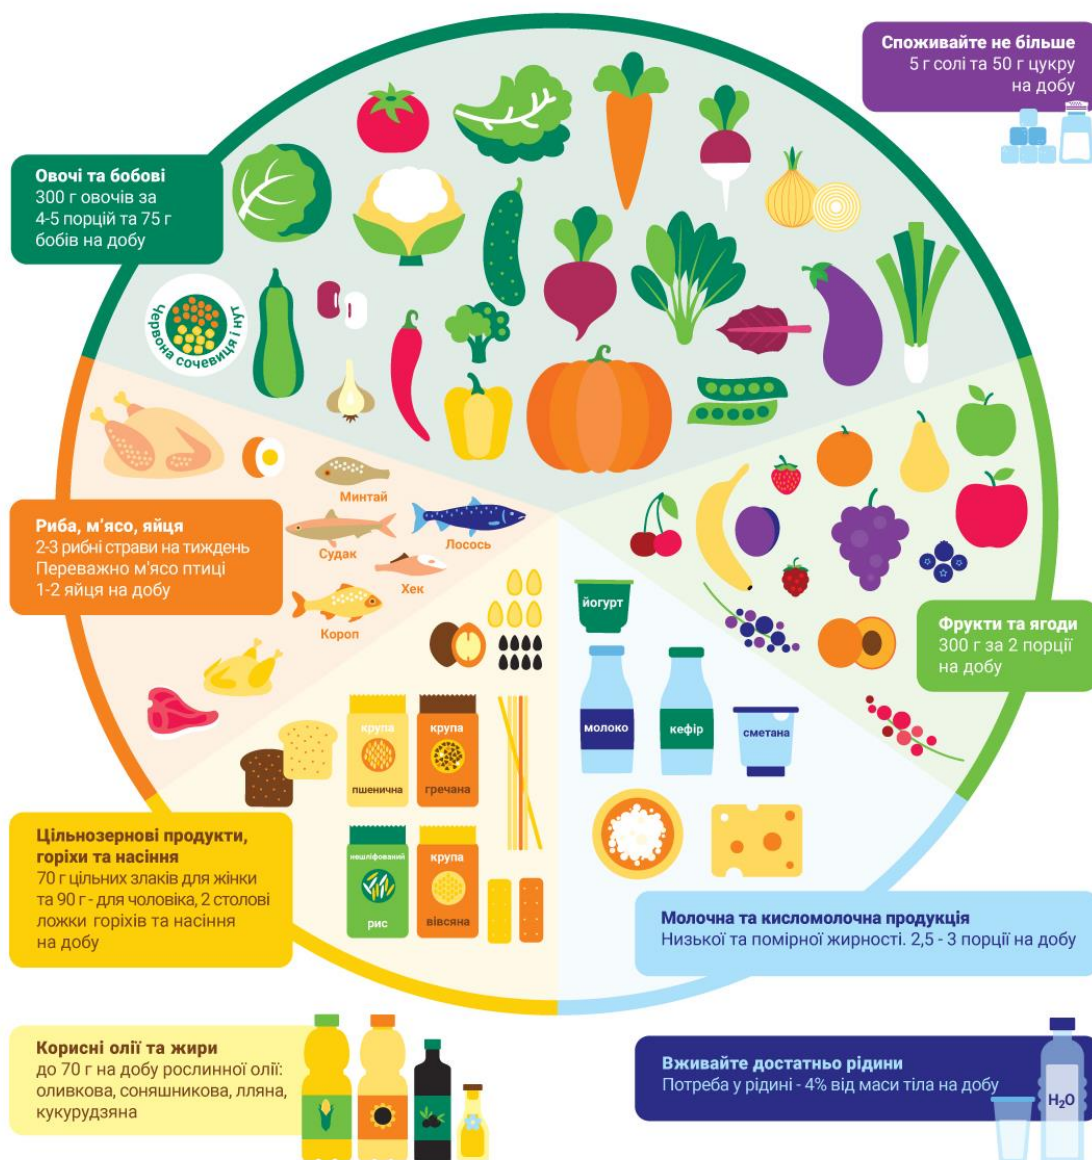 Споживайте не більше
5 г солі та 50 г цукру
на добу
Овочі та бобові
300 г овочів за
4-5 порцій та 75 г
бобів на добу
Червона сочевиця і нут
Риба, м'ясо, яйця
2-3 рибні страви на тиждень
Переважно м'ясо птиці
1-2 яйця на добу
Минтай
Лосось
Судак
Хек
Короп
Фрукти та ягоди
300 г за 2 порції
на добу
йогурт
молоко
кефір
сметана
крупа
пшенична
крупа
гречана
нешліфований
рис
крупа
вівсяна
Цільнозернові продукти,
горіхи та насіння
70 г цільних злаків для жінки
та 90 г - для чоловіка, 2 столові
ложки горіхів та насіння
на добу
Молочна та кисломолочна продукція
Низької та помірної жирності. 2,5 - 3 порції на добу
Корисні олії та жири
до 70 г на добу рослинної олії:
оливкова, соняшникова, лляна,
кукурудзяна
Вживайте достатньо рідини
Потреба у рідині - 4% від маси тіла на добу
H₂O